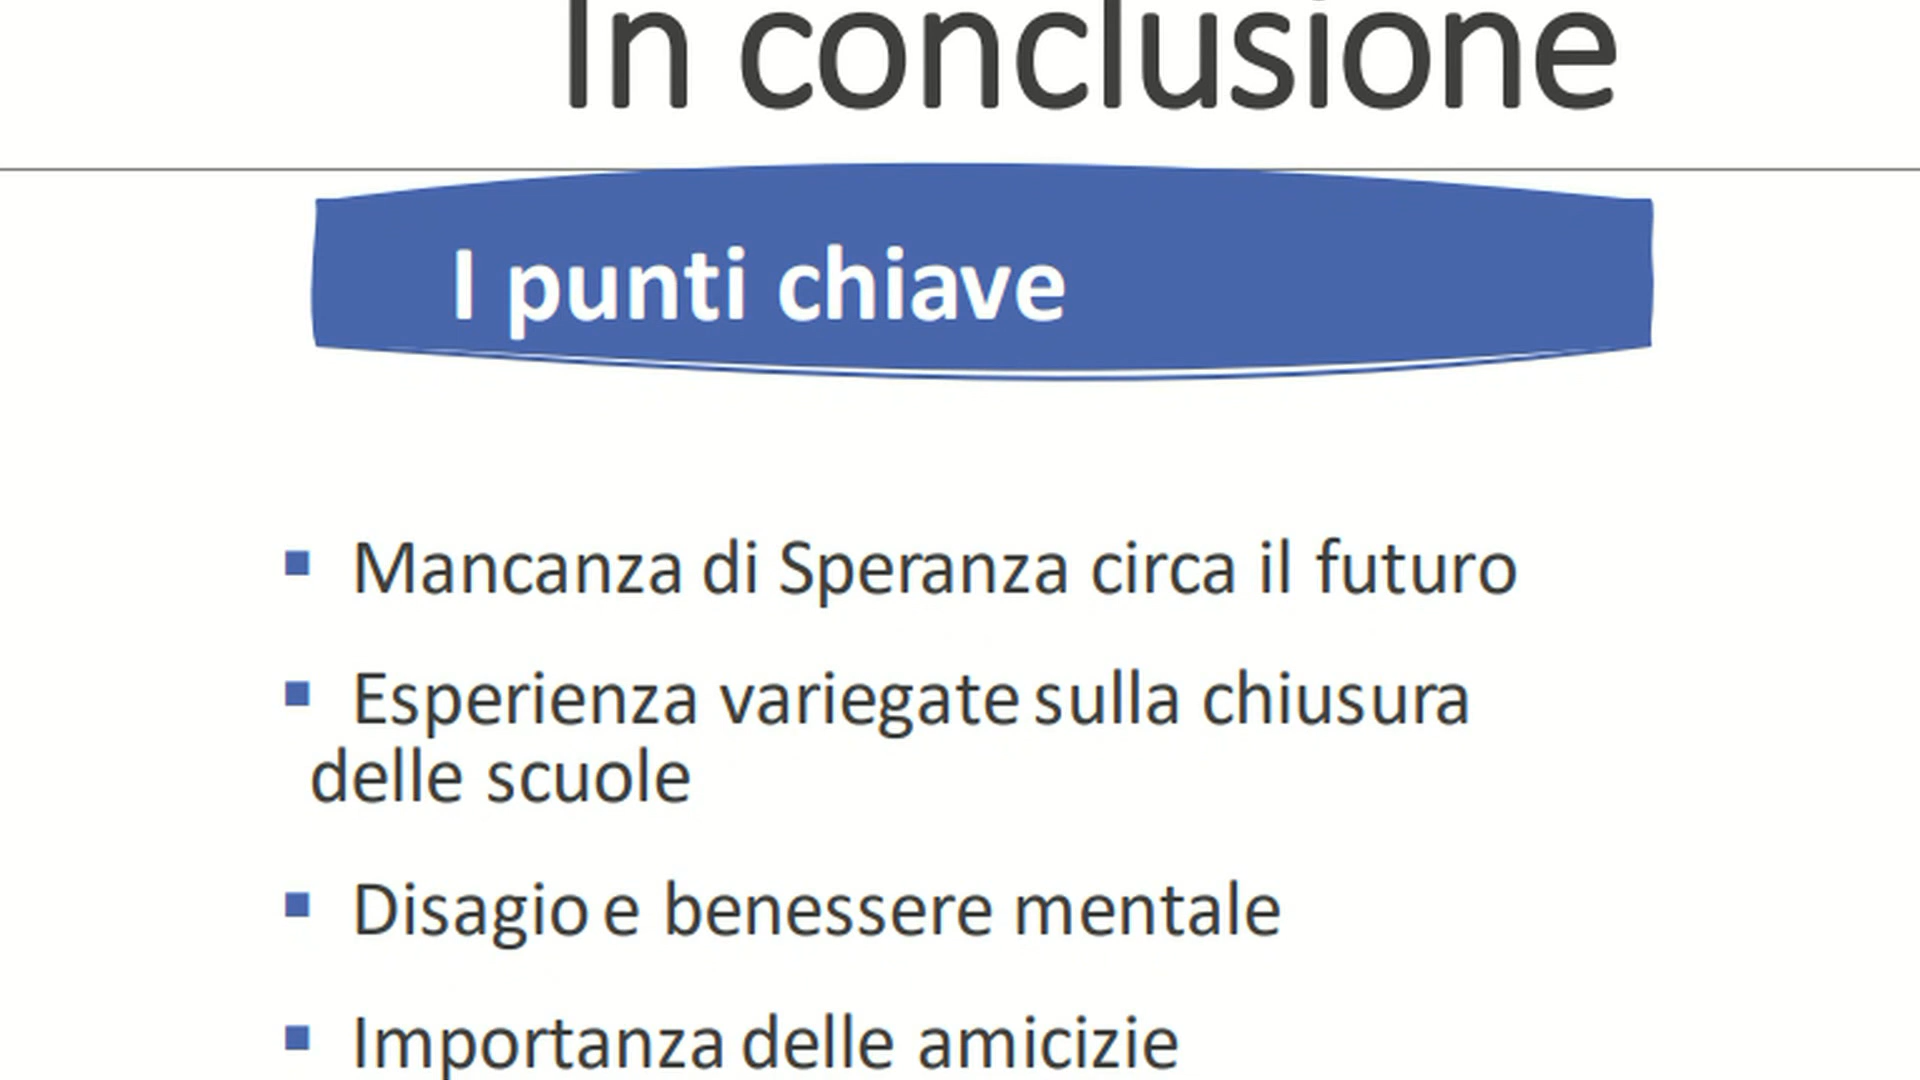 In conclusione
I punti chiave
▪ Mancanza di Speranza circa il futuro
▪ Esperienza variegate sulla chiusura
delle scuole
▪ Disagio e benessere mentale
▪ Importanza delle amicizie